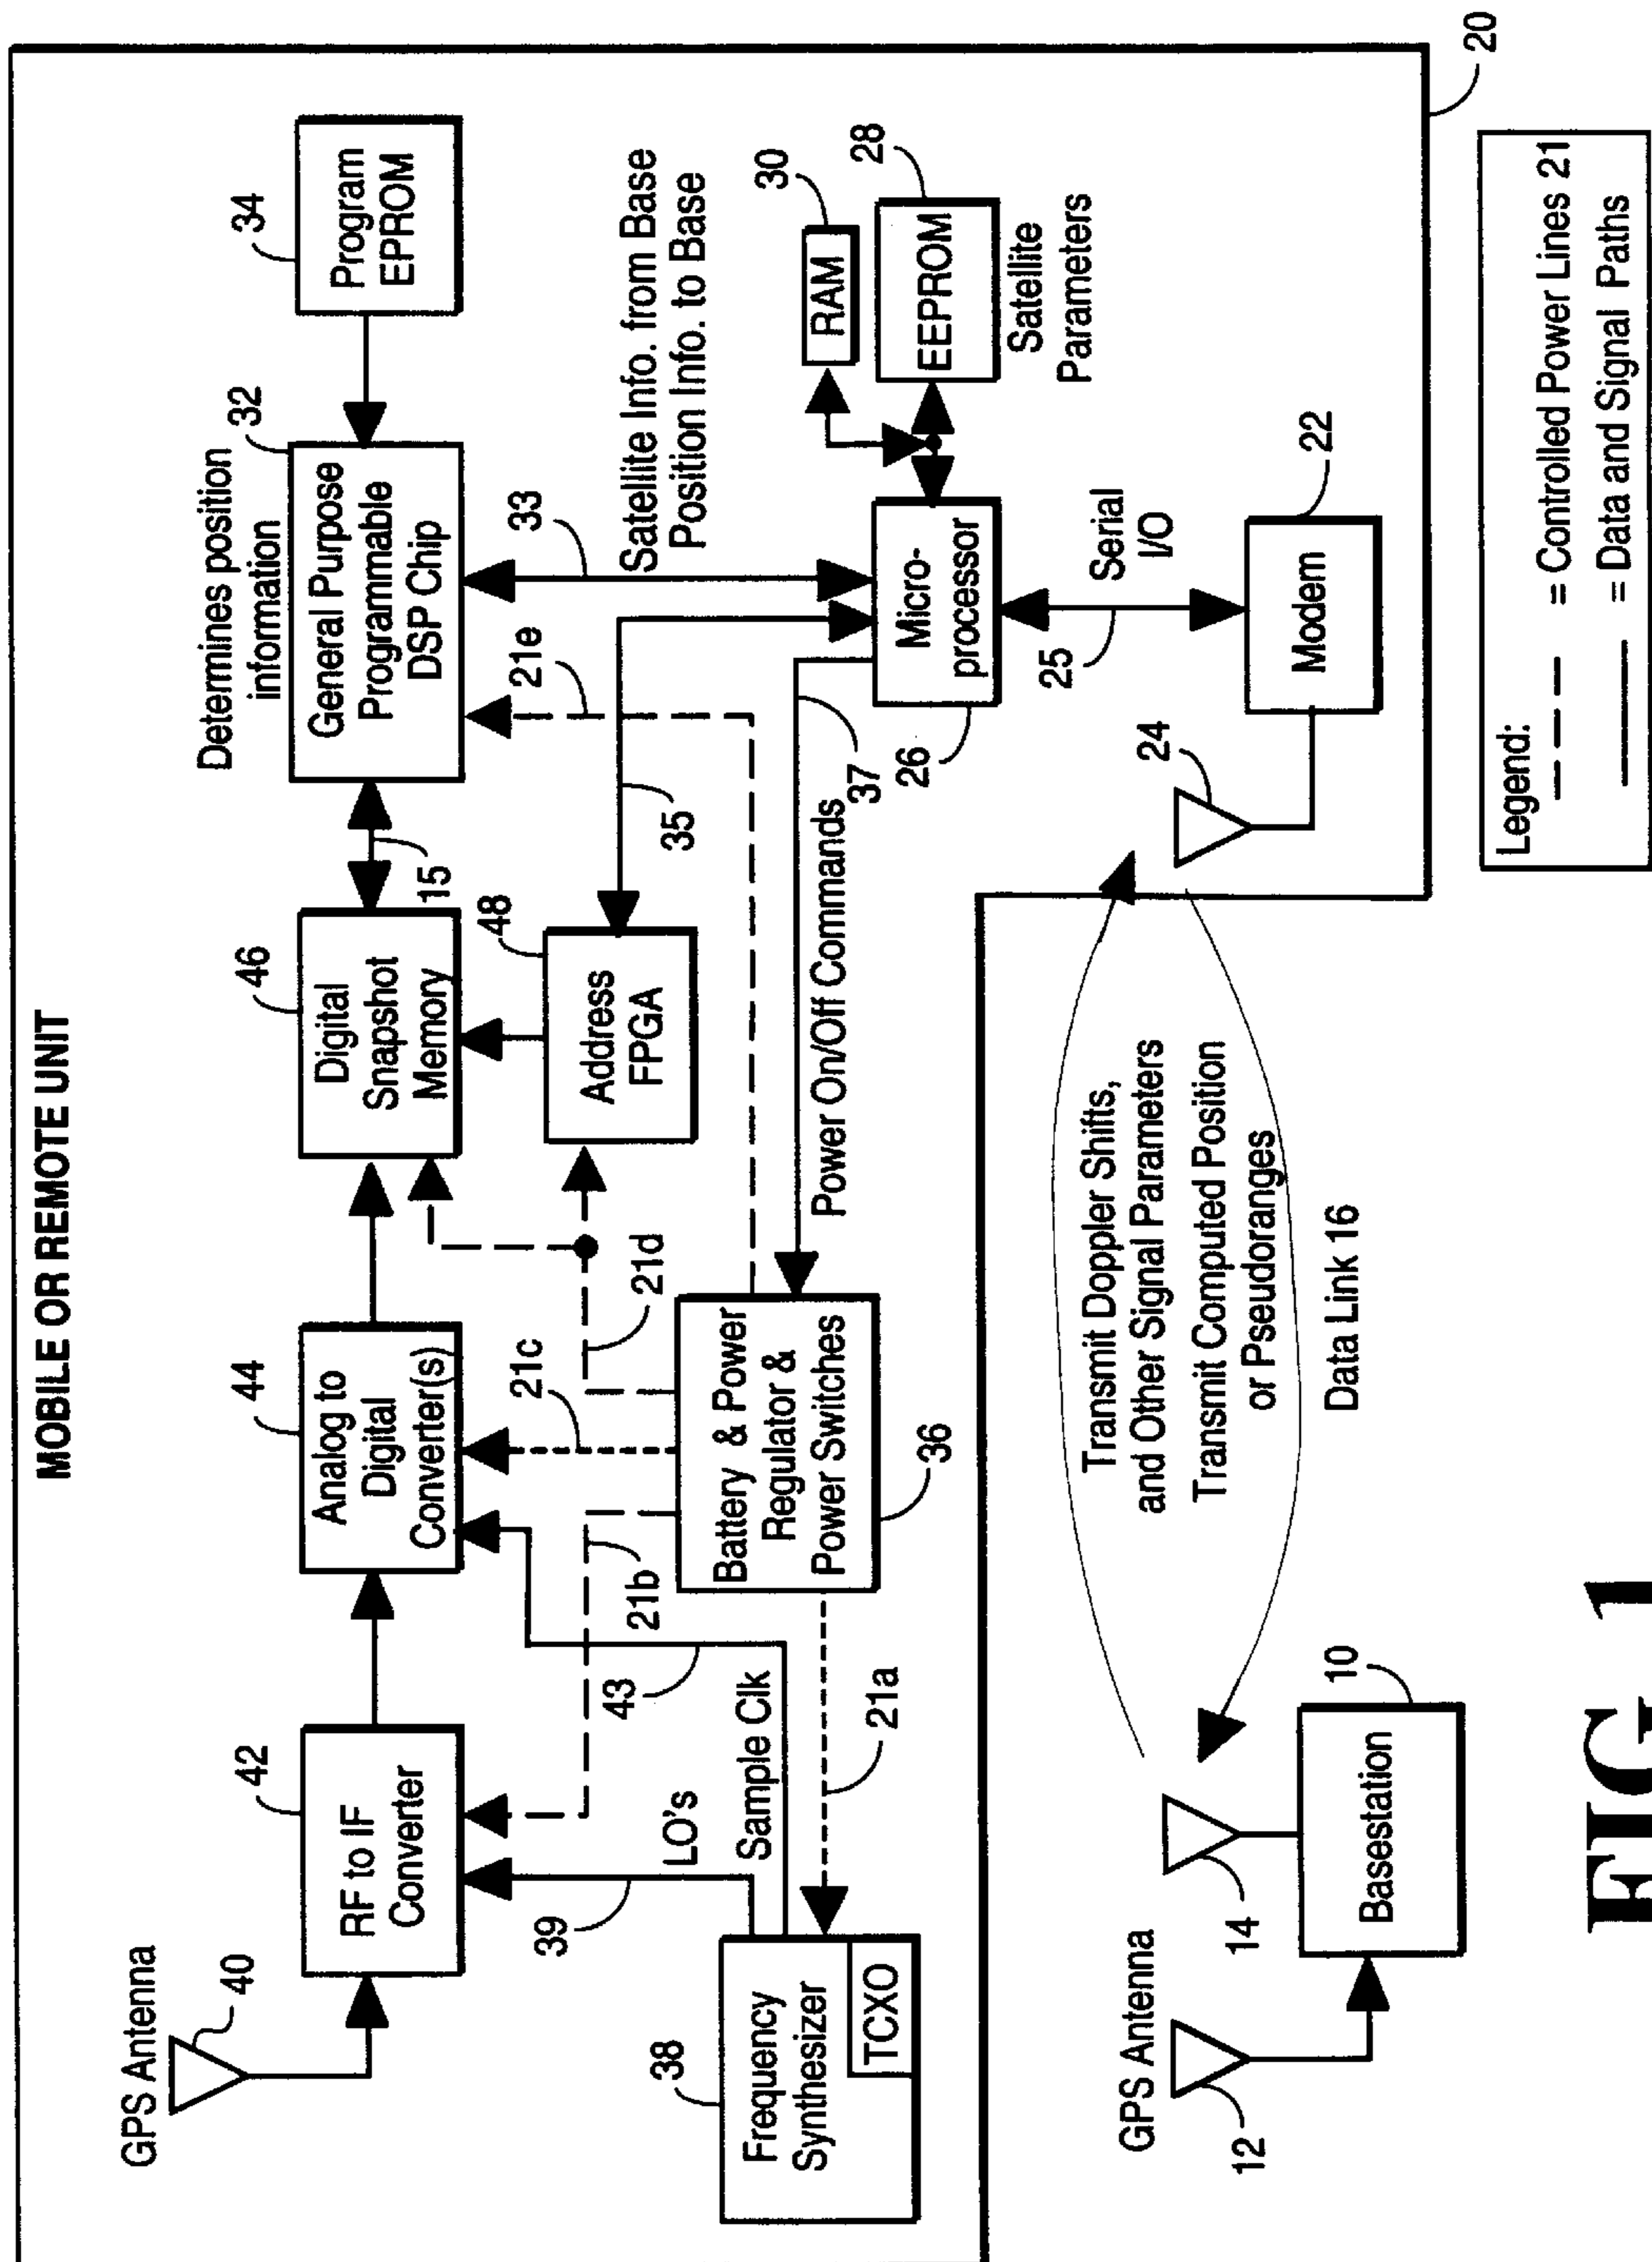 MOBILE OR REMOTE UNIT
GPS Antenna
40
RF to IF
Converter
42
Analog to
Digital
Converter(s)
44
Digital
Snapshot
Memory
46
15
Determines position
information
General Purpose
Programmable
DSP Chip
32
Program
EPROM
34
39
LO's
Sample Clk
43
21b
21c
21d
21e
Address
FPGA
48
35
33
Satellite Info. from Base
Position Info. to Base
38
Frequency
Synthesizer
TCXO
21a
Battery & Power
Regulator &
Power Switches
36
Power On/Off Commands
37
Micro-
processor
26
RAM
30
EEPROM
28
Satellite
Parameters
25
Serial
I/O
Modem
22
24
20
GPS Antenna
12
14
Basestation
10
Transmit Doppler Shifts,
and Other Signal Parameters
Transmit Computed Position
or Pseudoranges
Data Link 16
Legend:
= Controlled Power Lines 21
= Data and Signal Paths
FIG 1